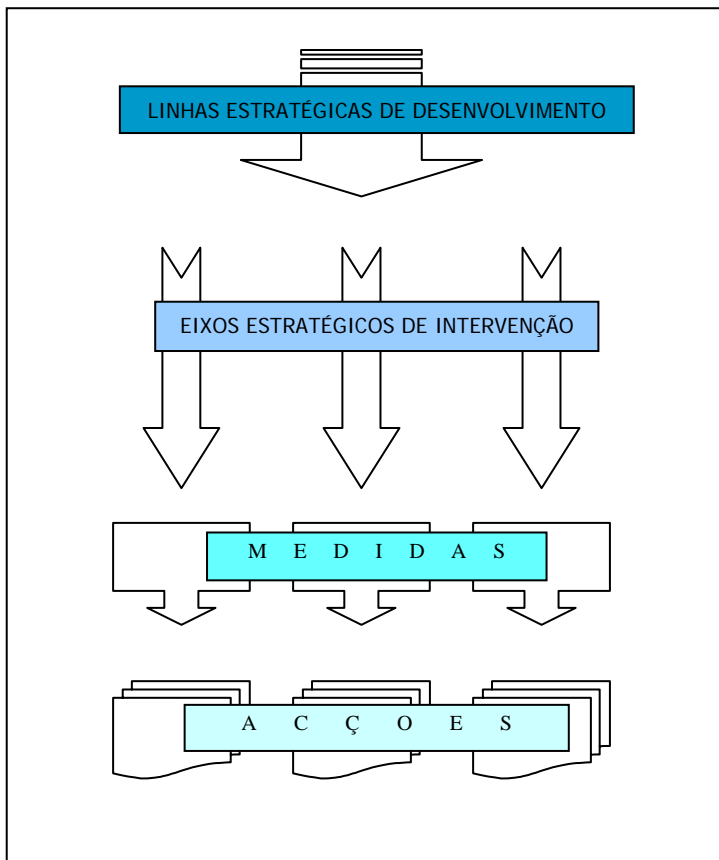 LINHAS ESTRATÉGICAS DE DESENVOLVIMENTO
EIXOS ESTRATÉGICOS DE INTERVENÇÃO
M E D I D A S
A C Ç O E S